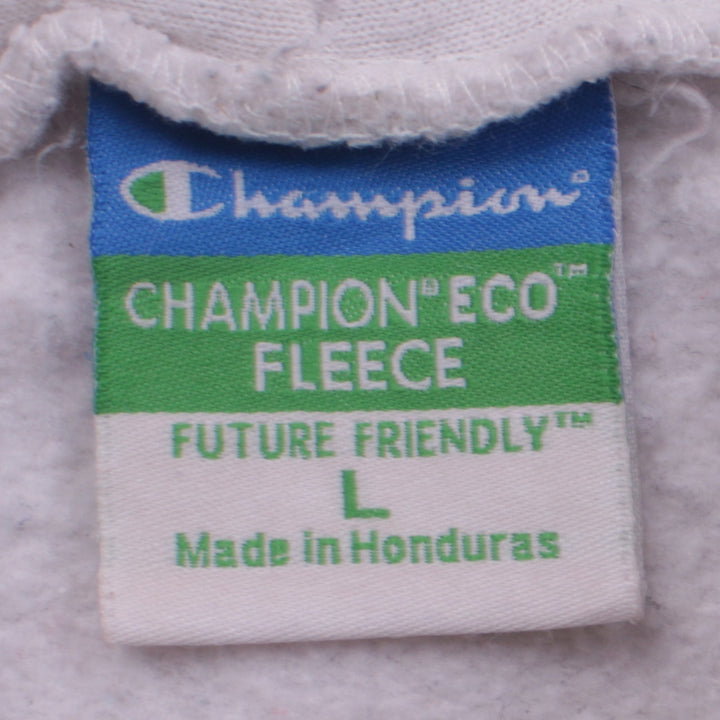 Champion®
CHAMPION® ECO™
FLEECE
FUTURE FRIENDLY™
L
Made in Honduras